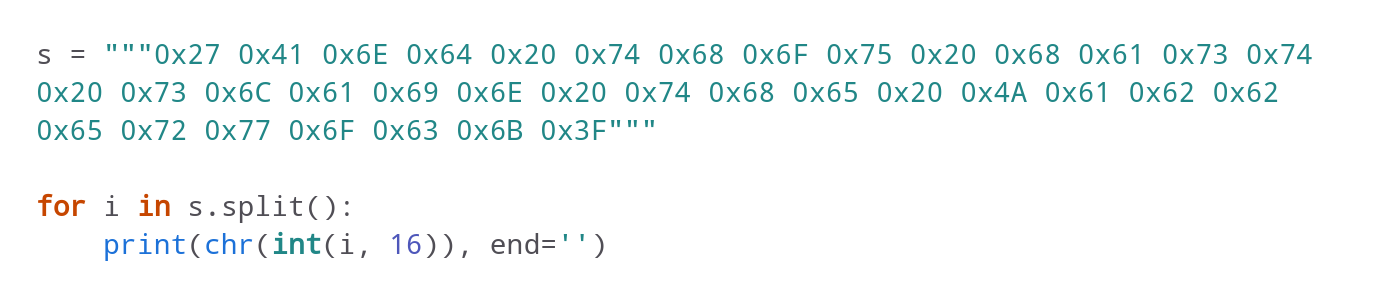 s = """0x27 0x41 0x6E 0x64 0x20 0x74 0x68 0x6F 0x75 0x20 0x68 0x61 0x73 0x74
0x20 0x73 0x6C 0x61 0x69 0x6E 0x20 0x74 0x68 0x65 0x20 0x4A 0x61 0x62 0x62
0x65 0x72 0x77 0x6F 0x63 0x6B 0x3F"""

for i in s.split():
    print(chr(int(i, 16)), end='')